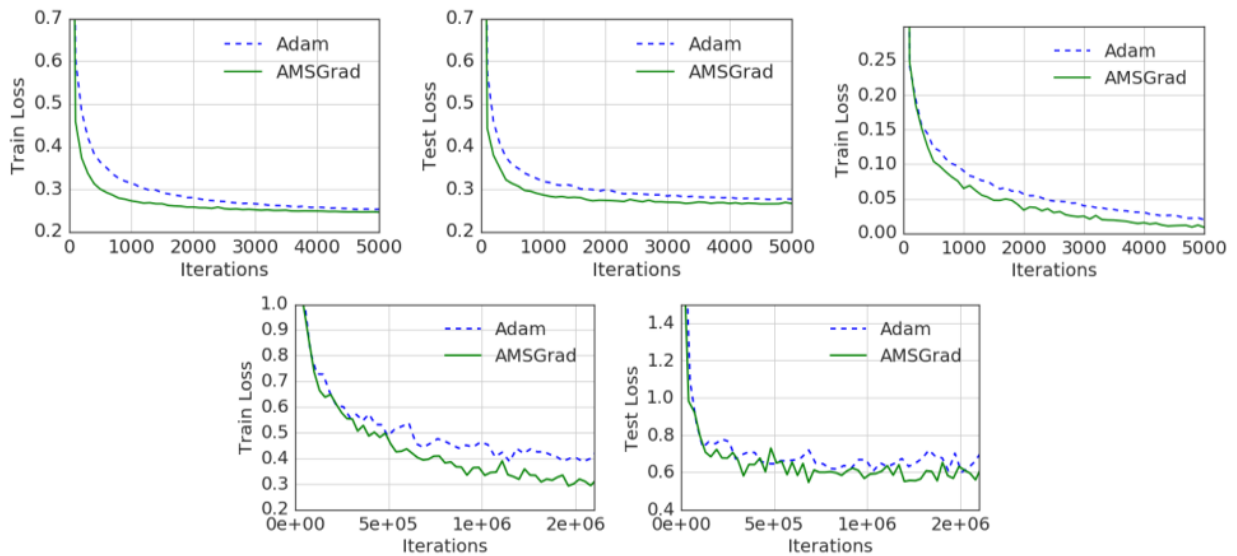 Train Loss
0.7
0.6
0.5
0.4
0.3
0.2
Adam
AMSGrad
0 1000 2000 3000 4000 5000
Iterations
Test Loss
0.7
0.6
0.5
0.4
0.3
0.2
Adam
AMSGrad
0 1000 2000 3000 4000 5000
Iterations
Train Loss
0.25
0.20
0.15
0.10
0.05
0.00
Adam
AMSGrad
0 1000 2000 3000 4000 5000
Iterations
Train Loss
1.0
0.9
0.8
0.7
0.6
0.5
0.4
0.3
0.2
Adam
AMSGrad
0e+00 5e+05 1e+06 2e+06
Iterations
Test Loss
1.4
1.2
1.0
0.8
0.6
0.4
Adam
AMSGrad
0e+00 5e+05 1e+06 2e+06
Iterations